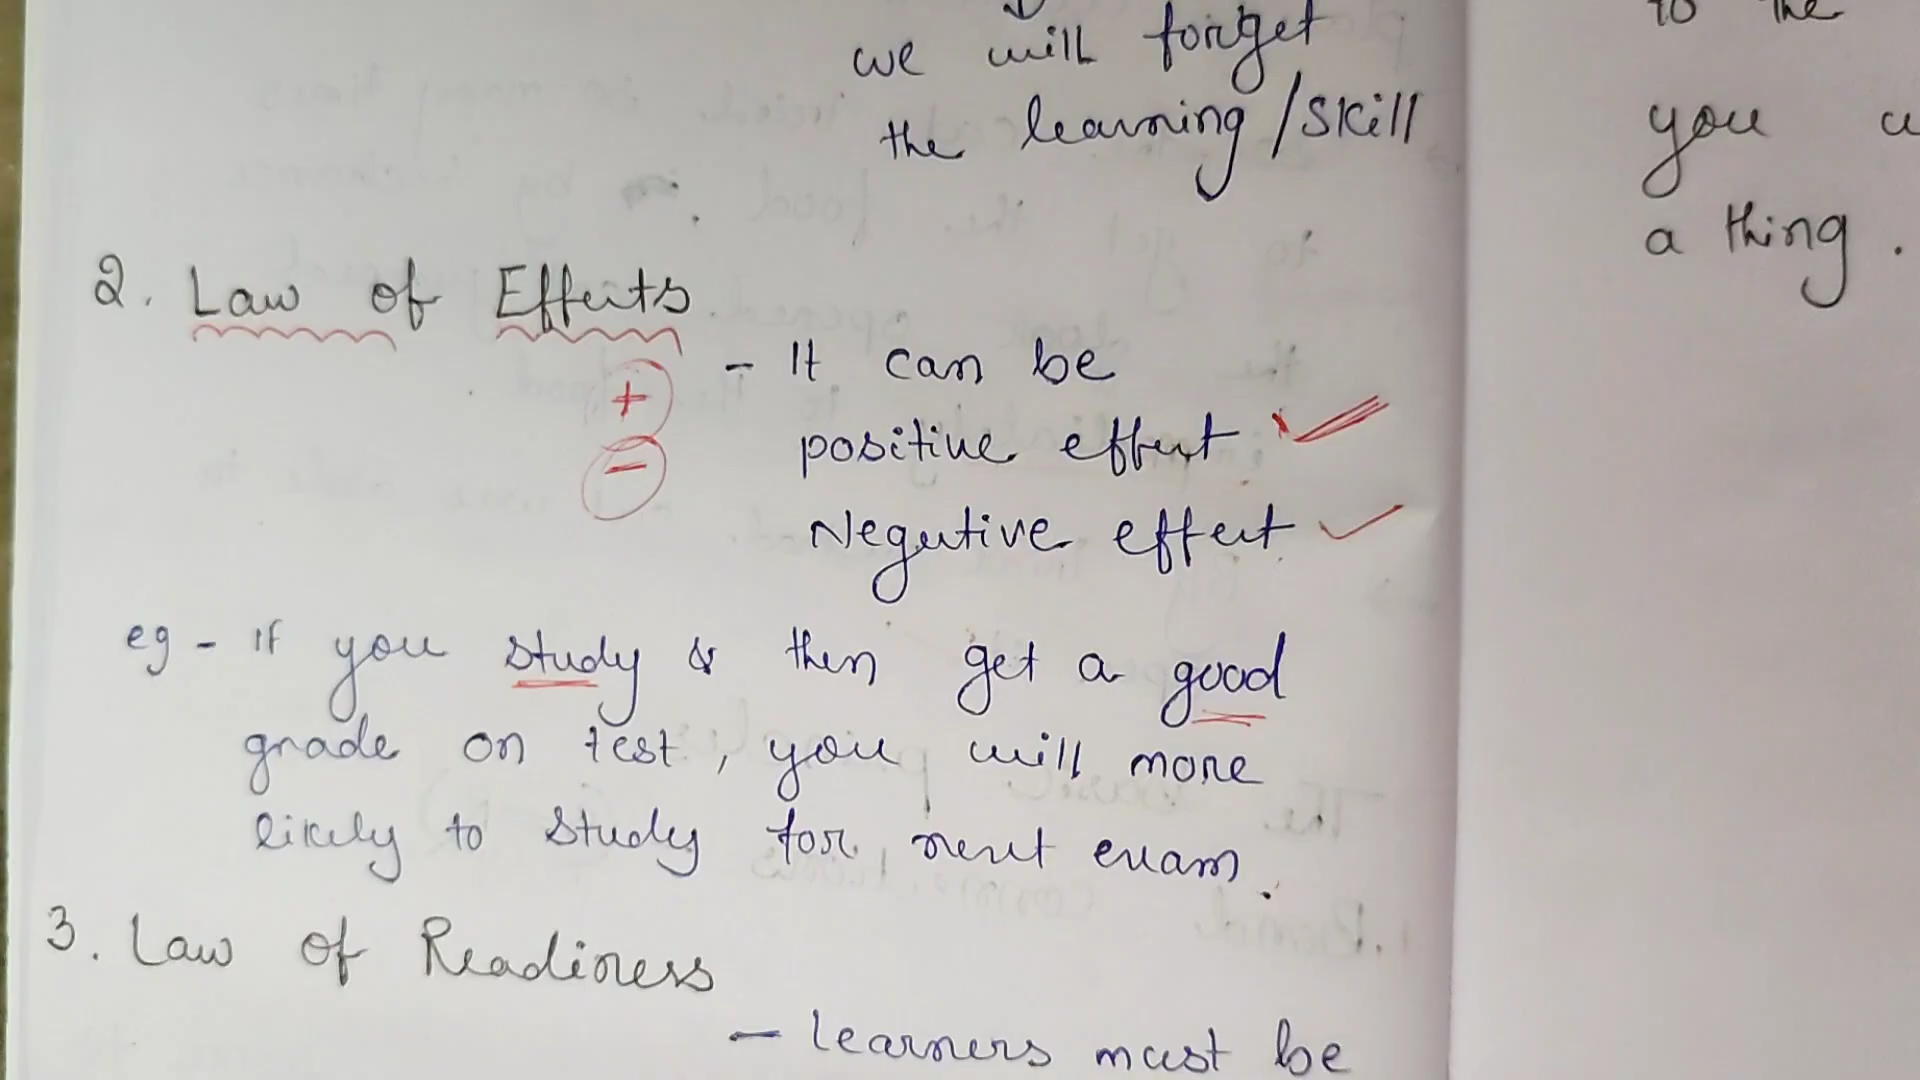 we will forget
the learning/skill
2. Law of Effects
+
-
- It can be
positive effect
Negative effect
eg - if you study & then get a good
grade on test, you will more
likely to study for next exam.
3. Law of Readiness
- learners must be
to the
you
a thing.